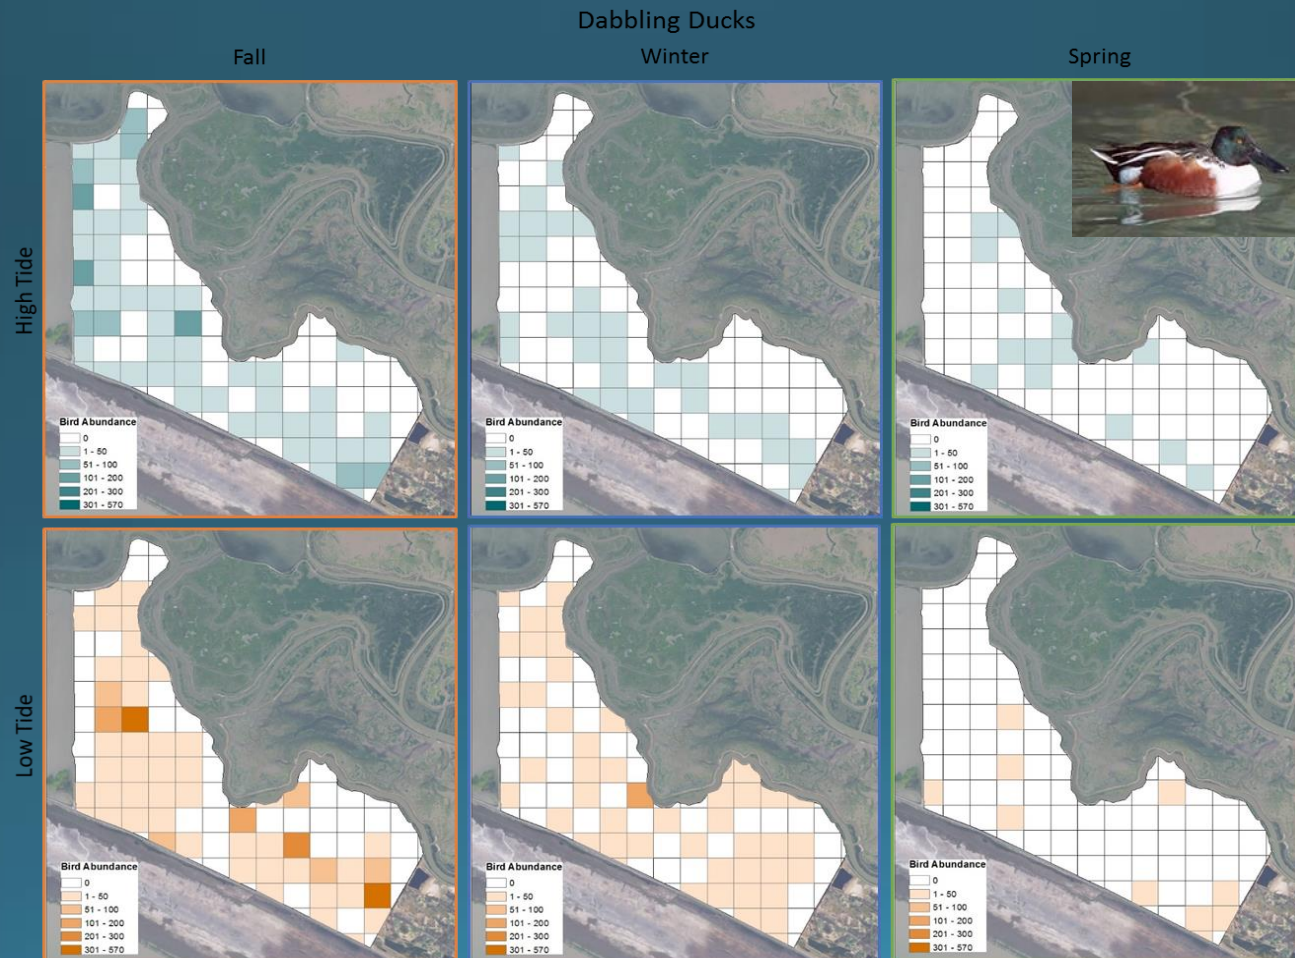 Dabbling Ducks
Fall
Winter
Spring
High Tide
Bird Abundance
0
1 - 50
51 - 100
101 - 200
201 - 300
301 - 570
Bird Abundance
0
1 - 50
51 - 100
101 - 200
201 - 300
301 - 570
Bird Abundance
0
1 - 50
51 - 100
101 - 200
201 - 300
301 - 570
Low Tide
Bird Abundance
0
1 - 50
51 - 100
101 - 200
201 - 300
301 - 570
Bird Abundance
0
1 - 50
51 - 100
101 - 200
201 - 300
301 - 570
Bird Abundance
0
1 - 50
51 - 100
101 - 200
201 - 300
301 - 570